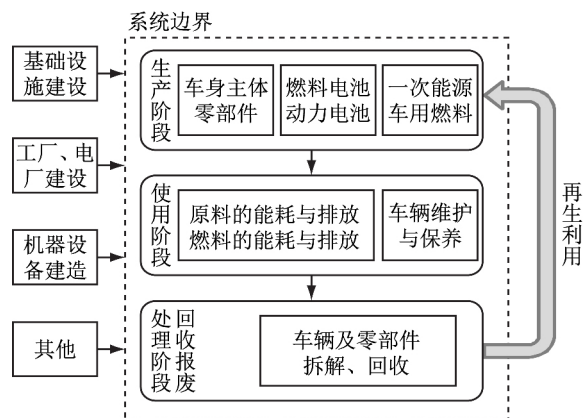 系统边界
基础设
施建设
工厂、电
厂建设
机器设
备建造
其他
生产阶段
车身主体
零部件
燃料电池
动力电池
一次能源
车用燃料
使用阶段
原料的能耗与排放
燃料的能耗与排放
车辆维护
与保养
回收报废
处理阶段
车辆及零部件
拆解、回收
再生利用